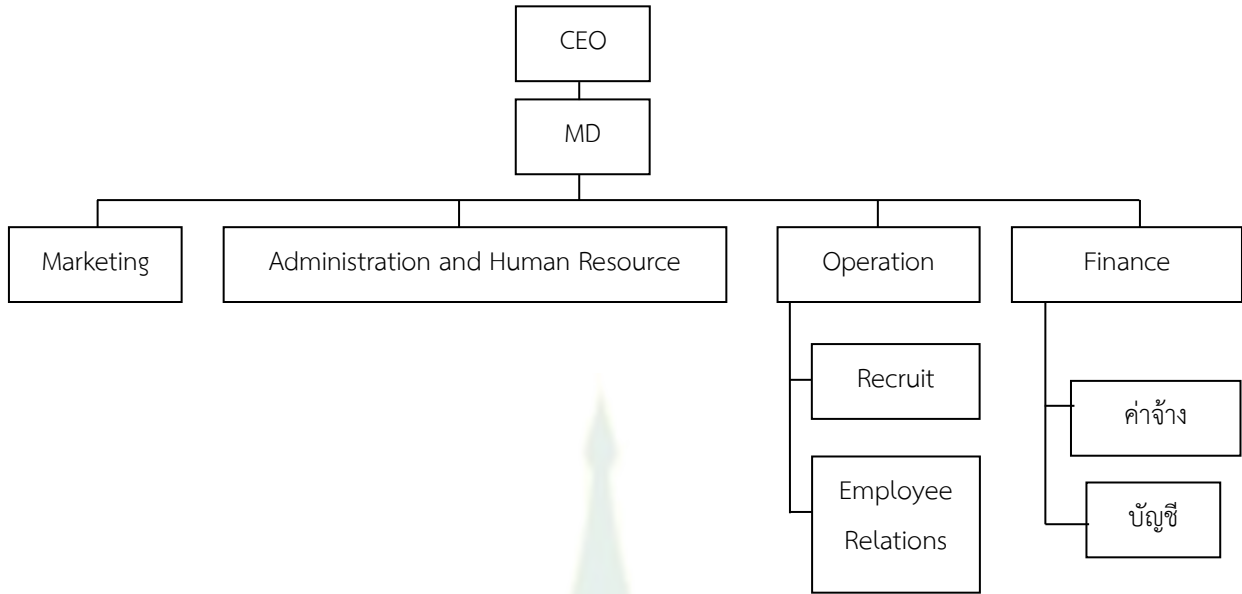 CEO
MD
Marketing
Administration and Human Resource
Operation
Finance
Recruit
ค่าจ้าง
Employee
Relations
บัญชี